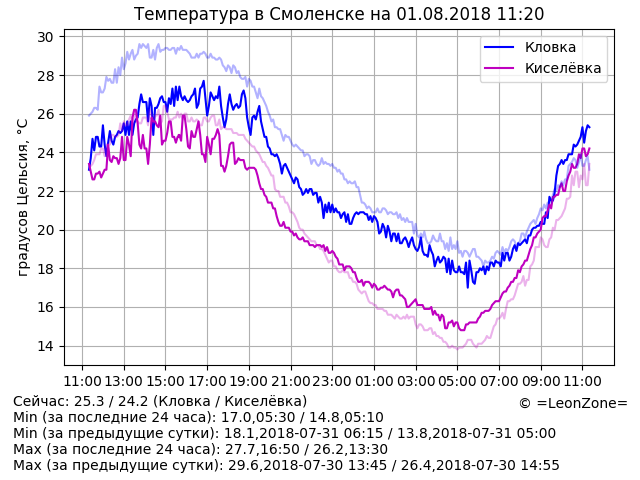 Температура в Смоленске на 01.08.2018 11:20
Кловка
Киселёвка
градусов Цельсия, °C
30
28
26
24
22
20
18
16
14
11:00 13:00 15:00 17:00 19:00 21:00 23:00 01:00 03:00 05:00 07:00 09:00 11:00
Сейчас: 25.3 / 24.2 (Кловка / Киселёвка)
© =LeonZone=
Min (за последние 24 часа): 17.0,05:30 / 14.8,05:10
Min (за предыдущие сутки): 18.1,2018-07-31 06:15 / 13.8,2018-07-31 05:00
Max (за последние 24 часа): 27.7,16:50 / 26.2,13:30
Max (за предыдущие сутки): 29.6,2018-07-30 13:45 / 26.4,2018-07-30 14:55